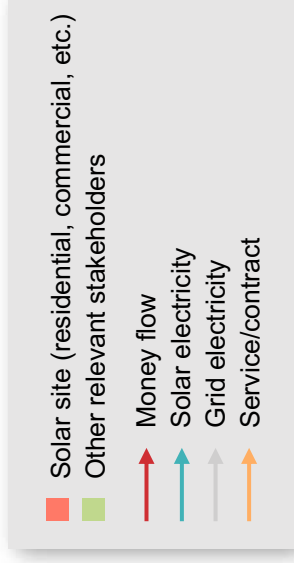 Solar site (residential, commercial, etc.)
Other relevant stakeholders
Money flow
Solar electricity
Grid electricity
Service/contract